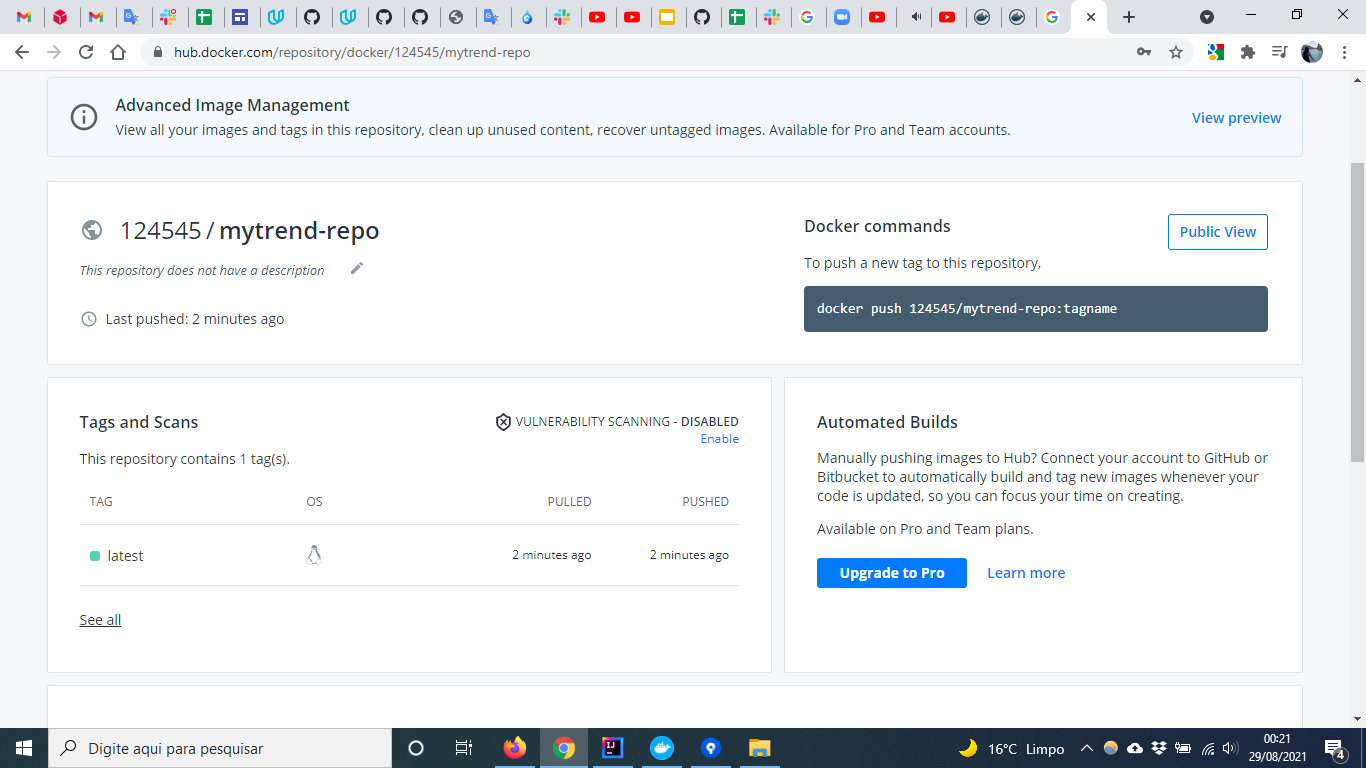 hub.docker.com/repository/docker/124545/mytrend-repo
Advanced Image Management
View all your images and tags in this repository, clean up unused content, recover untagged images. Available for Pro and Team accounts.
View preview
124545 / mytrend-repo
This repository does not have a description
Last pushed: 2 minutes ago
Docker commands
Public View
To push a new tag to this repository,
docker push 124545/mytrend-repo:tagname
Tags and Scans
VULNERABILITY SCANNING - DISABLED
Enable
This repository contains 1 tag(s).
TAG OS PULLED PUSHED
latest 2 minutes ago 2 minutes ago
See all
Automated Builds
Manually pushing images to Hub? Connect your account to GitHub or
Bitbucket to automatically build and tag new images whenever your
code is updated, so you can focus your time on creating.
Available on Pro and Team plans.
Upgrade to Pro Learn more
Digite aqui para pesquisar
16°C Limpo
00:21
29/08/2021
4